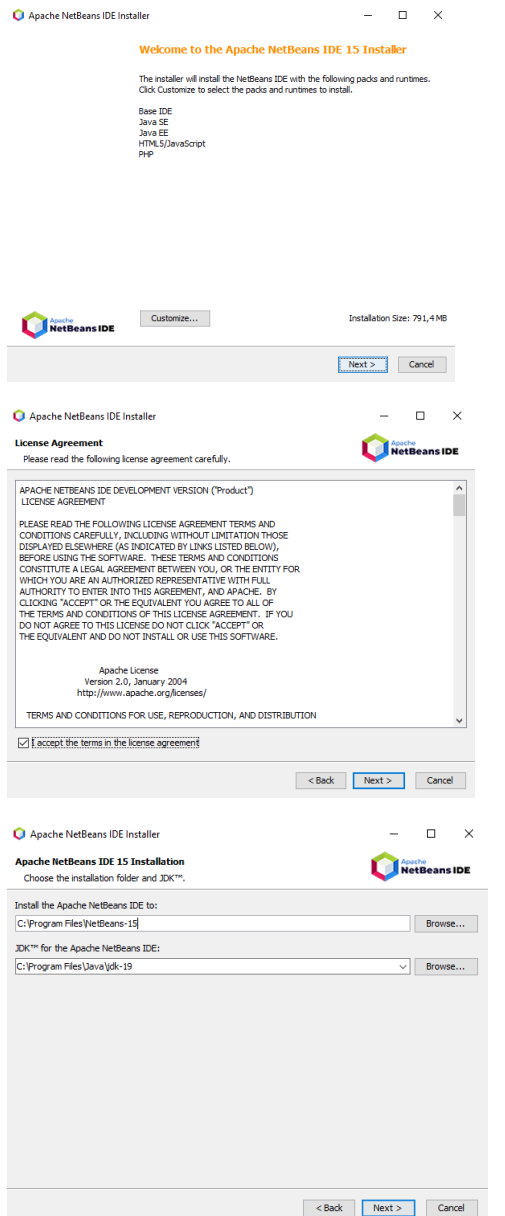 Apache NetBeans IDE Installer
Welcome to the Apache NetBeans IDE 15 Installer
The installer will install the NetBeans IDE with the following packs and runtimes.
Click Customize to select the packs and runtimes to install.
Base IDE
Java SE
Java EE
HTML5/JavaScript
PHP
Apache
NetBeans IDE
Customize...
Installation Size: 791,4 MB
Next >
Cancel
Apache NetBeans IDE Installer
License Agreement
Please read the following license agreement carefully.
Apache
NetBeans IDE
APACHE NETBEANS IDE DEVELOPMENT VERSION ("Product")
LICENSE AGREEMENT
PLEASE READ THE FOLLOWING LICENSE AGREEMENT TERMS AND
CONDITIONS CAREFULLY, INCLUDING WITHOUT LIMITATION THOSE
DISPLAYED ELSEWHERE (AS INDICATED BY LINKS LISTED BELOW),
BEFORE USING THE SOFTWARE. THESE TERMS AND CONDITIONS
CONSTITUTE A LEGAL AGREEMENT BETWEEN YOU, OR THE ENTITY FOR
WHICH YOU ARE AN AUTHORIZED REPRESENTATIVE WITH FULL
AUTHORITY TO ENTER INTO THIS AGREEMENT, AND APACHE. BY
CLICKING "ACCEPT" OR THE EQUIVALENT YOU AGREE TO ALL OF
THE TERMS AND CONDITIONS OF THIS LICENSE AGREEMENT. IF YOU
DO NOT AGREE TO THIS LICENSE DO NOT CLICK "ACCEPT" OR
THE EQUIVALENT AND DO NOT INSTALL OR USE THIS SOFTWARE.
Apache License
Version 2.0, January 2004
http://www.apache.org/licenses/
TERMS AND CONDITIONS FOR USE, REPRODUCTION, AND DISTRIBUTION
I accept the terms in the license agreement
< Back
Next >
Cancel
Apache NetBeans IDE Installer
Apache NetBeans IDE 15 Installation
Choose the installation folder and JDK™.
Apache
NetBeans IDE
Install the Apache NetBeans IDE to:
C:\Program Files\NetBeans-15
Browse...
JDK™ for the Apache NetBeans IDE:
C:\Program Files\Java\jdk-19
Browse...
< Back
Next >
Cancel